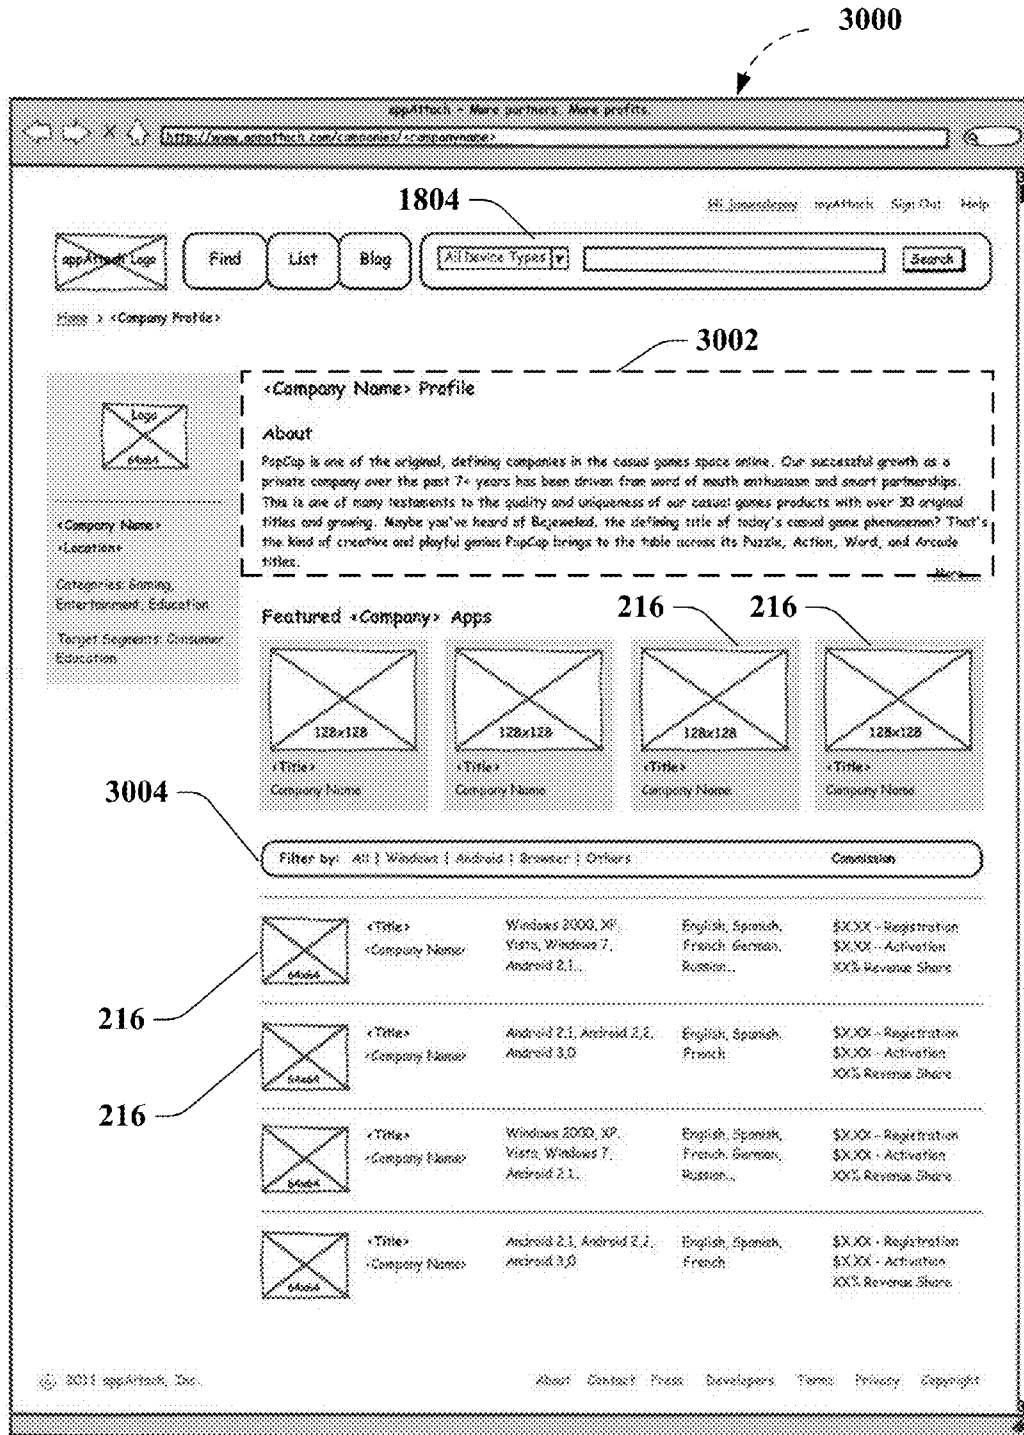 3000
appAttach - More partners. More profits.
http://www.appattach.com/companies/<companyname>
1804
Hi Jonesdepoy myAttach Sign Out Help
appAttach Logo Find List Blog All Device Types Search
Home > <Company Profile>
3002
<Company Name> Profile
Logo
64x64
About
PopCap is one of the original, defining companies in the casual games space online. Our successful growth as a
private company over the past 7+ years has been driven from word of mouth enthusiasm and smart partnerships.
This is one of many testaments to the quality and uniqueness of our casual games products with over 30 original
titles and growing. Maybe you've heard of Bejeweled, the defining title of today's casual game phenomenon? That's
the kind of creative and playful genius PopCap brings to the table across its Puzzle, Action, Word, and Arcade
titles.
More...
<Company Name>
<Location>
Categories: Gaming,
Entertainment, Education
Target Segments: Consumer
Education
Featured <Company> Apps
216 216
128x128 128x128 128x128 128x128
<Title> <Title> <Title> <Title>
Company Name Company Name Company Name Company Name
3004
Filter by: All | Windows | Android | Browser | Others Commission
<Title> Windows 2000, XP, English, Spanish, $X.XX - Registration
<Company Name> Vista, Windows 7, French, German, $X.XX - Activation
64x64 Android 2.1.. Russian... XX% Revenue Share
216
<Title> Android 2.1, Android 2.2, English, Spanish, $X.XX - Registration
<Company Name> Android 3.0 French $X.XX - Activation
64x64 XX% Revenue Share
216
<Title> Windows 2000, XP, English, Spanish, $X.XX - Registration
<Company Name> Vista, Windows 7, French, German, $X.XX - Activation
64x64 Android 2.1.. Russian... XX% Revenue Share
<Title> Android 2.1, Android 2.2, English, Spanish, $X.XX - Registration
<Company Name> Android 3.0 French $X.XX - Activation
64x64 XX% Revenue Share
© 2011 appAttach, Inc. About Contact Press Developers Terms Privacy Copyright